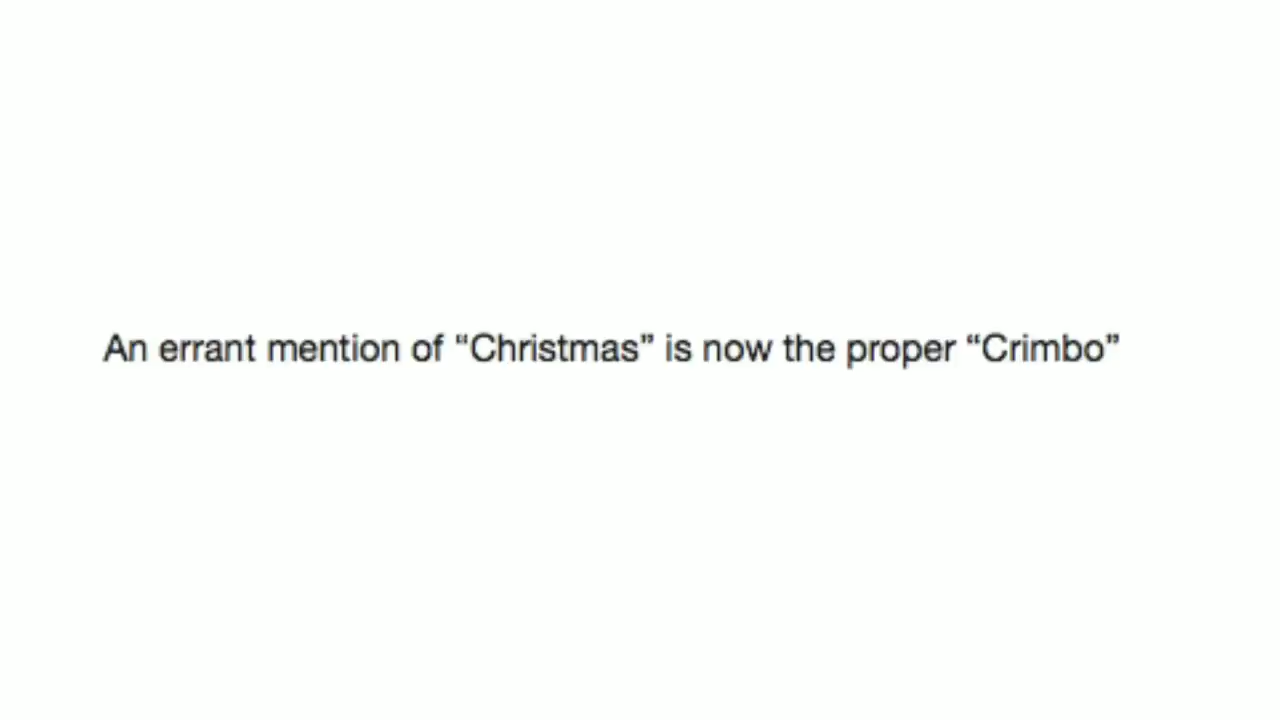 An errant mention of “Christmas” is now the proper “Crimbo”